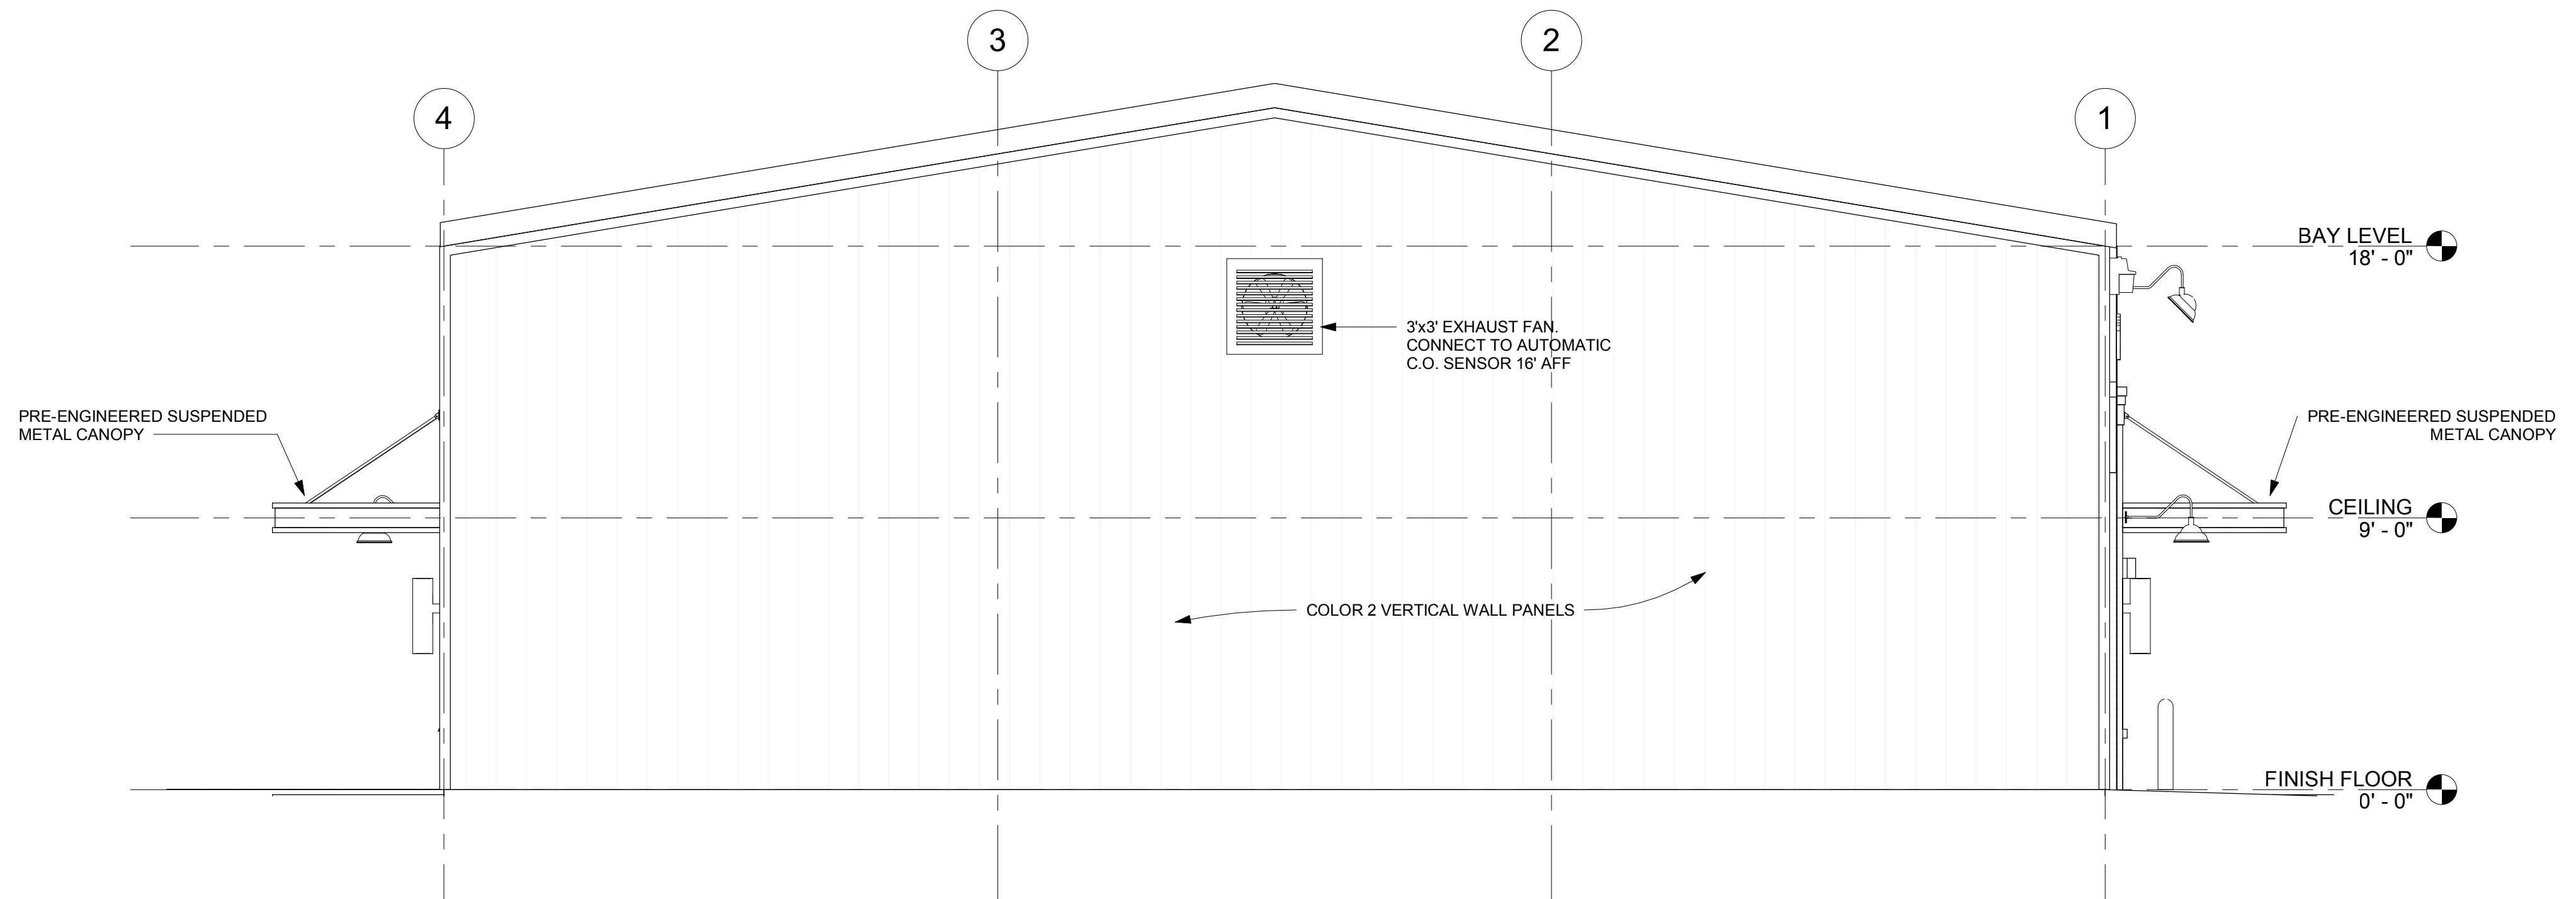 3
2
4
1
BAY LEVEL
18' - 0"
3'x3' EXHAUST FAN.
CONNECT TO AUTOMATIC
C.O. SENSOR 16' AFF
PRE-ENGINEERED SUSPENDED
METAL CANOPY
PRE-ENGINEERED SUSPENDED
METAL CANOPY
CEILING
9' - 0"
COLOR 2 VERTICAL WALL PANELS
FINISH FLOOR
0' - 0"